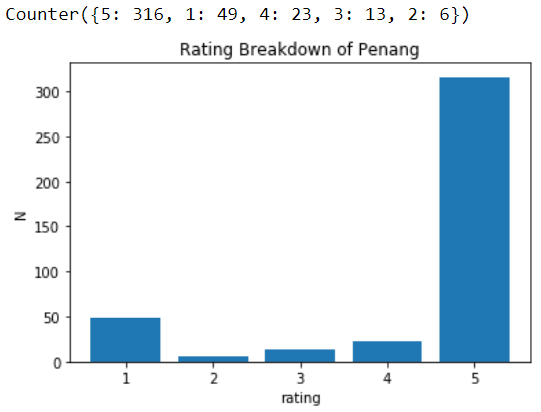 Counter({5: 316, 1: 49, 4: 23, 3: 13, 2: 6})
Rating Breakdown of Penang
300
250
200
150
100
50
0
N
1 2 3 4 5
rating